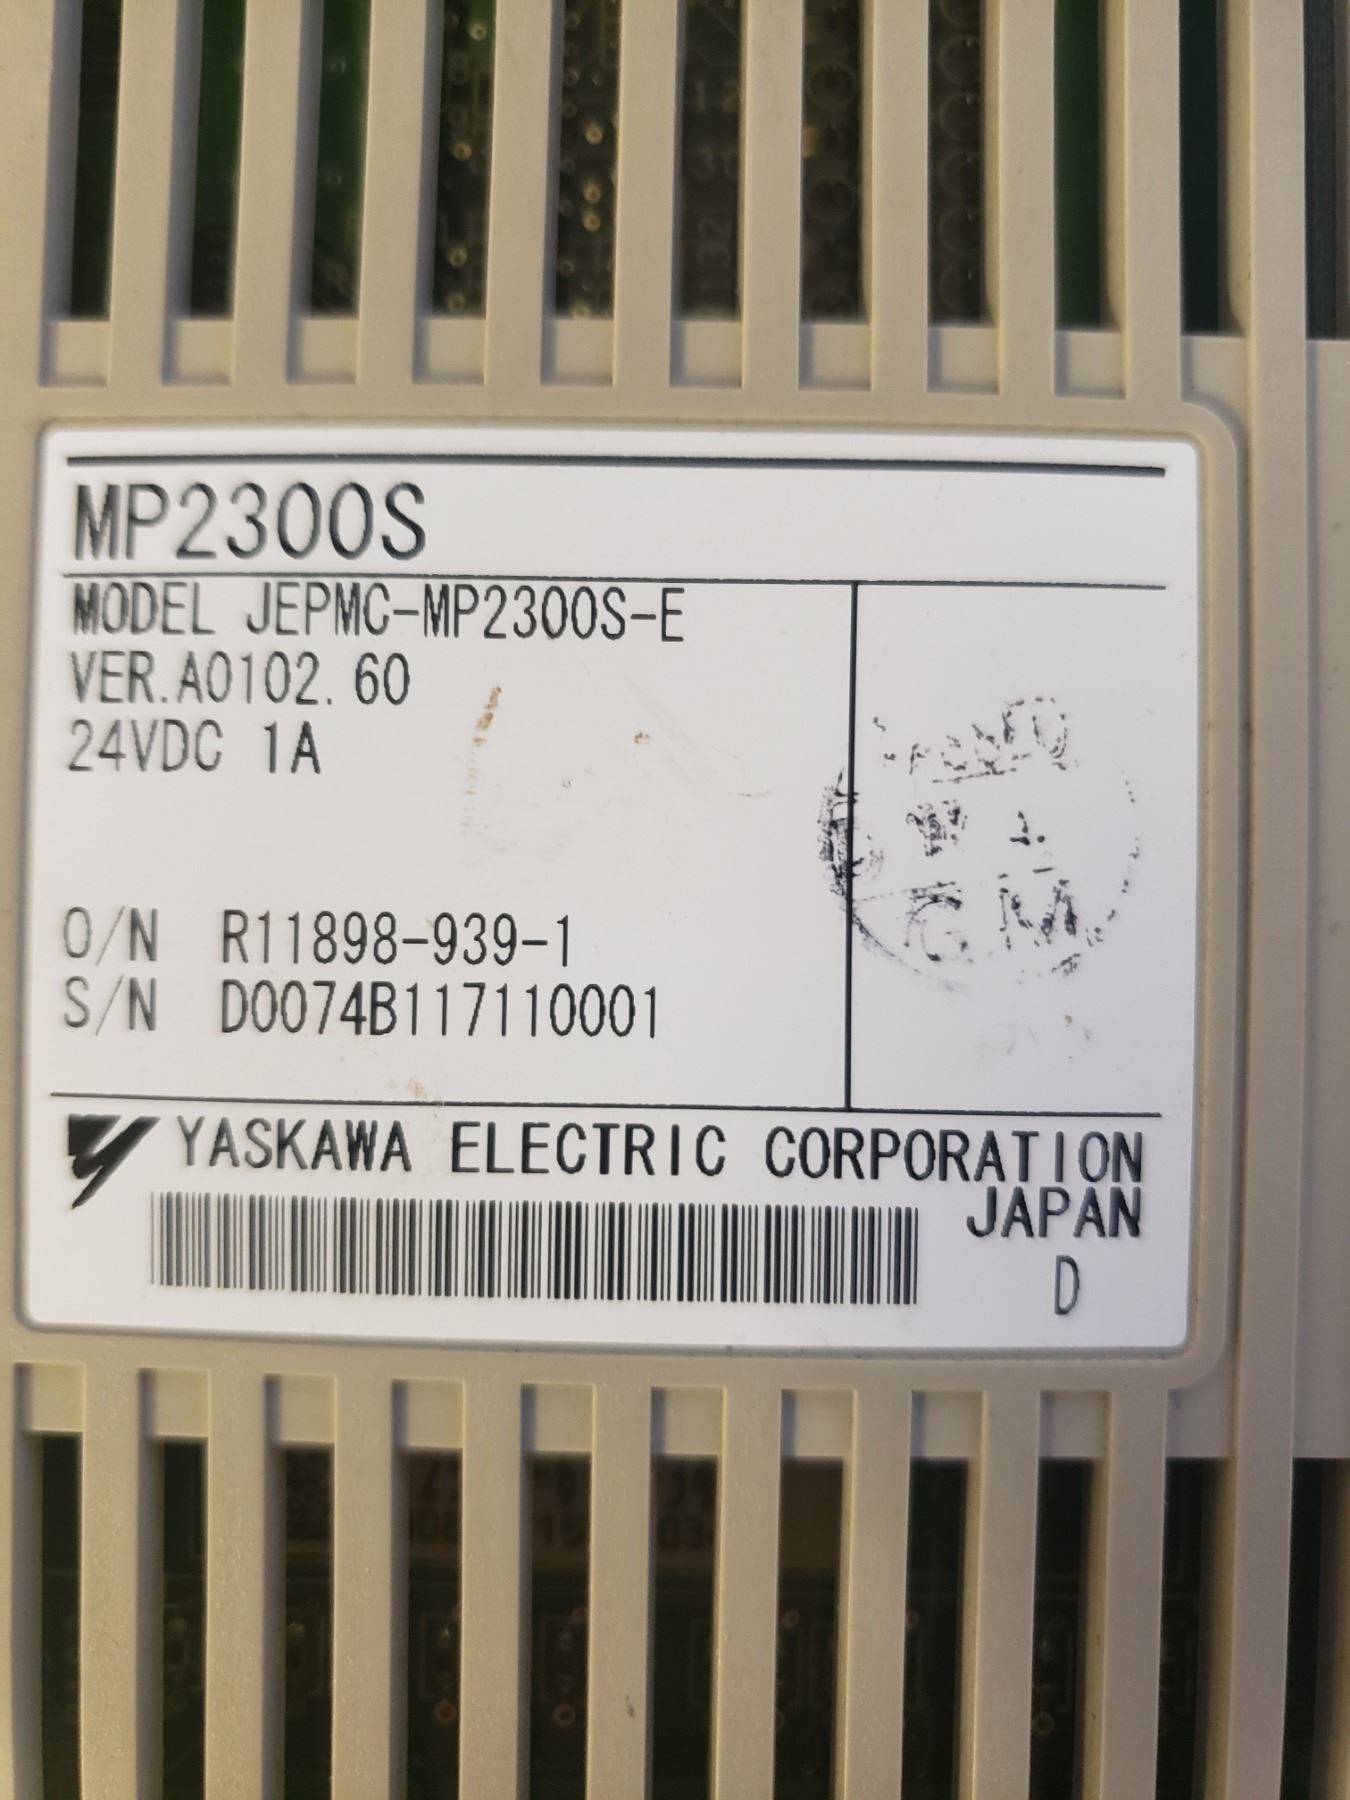 MP2300S
MODEL JEPMC-MP2300S-E
VER.A0102.60
24VDC 1A
O/N R11898-939-1
S/N D0074B117110001
YASKAWA ELECTRIC CORPORATION
JAPAN
D